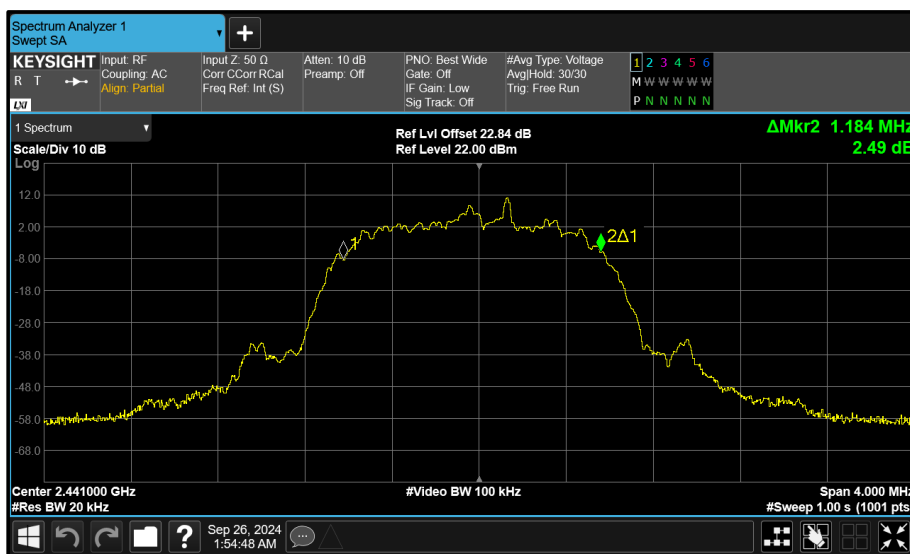 Spectrum Analyzer 1
Swept SA
+
KEYSIGHT
R T
LXI
Input: RF
Coupling: AC
Align: Partial
Input Z: 50 Ω
Corr CCorr RCal
Freq Ref: Int (S)
Atten: 10 dB
Preamp: Off
PNO: Best Wide
Gate: Off
IF Gain: Low
Sig Track: Off
#Avg Type: Voltage
Avg|Hold: 30/30
Trig: Free Run
1 2 3 4 5 6
M W W W W W
P N N N N N
1 Spectrum
Scale/Div 10 dB
Log
Ref Lvl Offset 22.84 dB
Ref Level 22.00 dBm
ΔMkr2 1.184 MHz
2.49 dB
12.0
2.00
-8.00
-18.0
-28.0
-38.0
-48.0
-58.0
-68.0
1
2Δ1
Center 2.441000 GHz
#Res BW 20 kHz
#Video BW 100 kHz
Span 4.000 MHz
#Sweep 1.00 s (1001 pts
?
Sep 26, 2024
1:54:48 AM